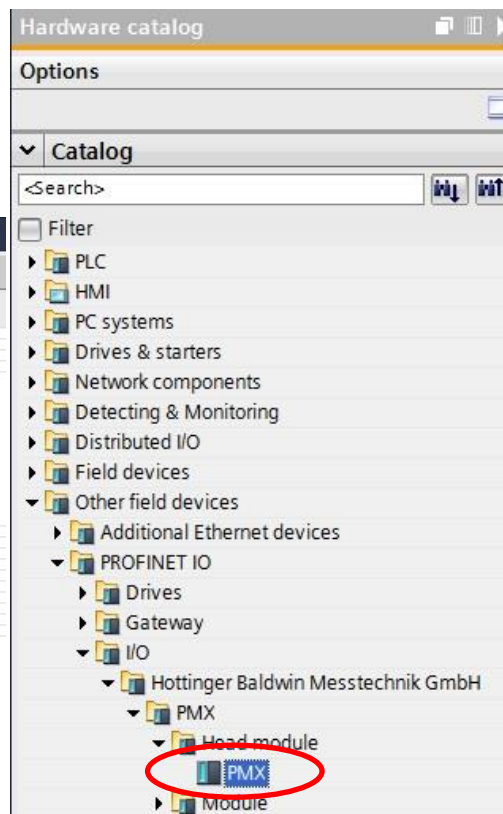 Hardware catalog
Options
Catalog
<Search>
Filter
PLC
HMI
PC systems
Drives & starters
Network components
Detecting & Monitoring
Distributed I/O
Field devices
Other field devices
Additional Ethernet devices
PROFINET IO
Drives
Gateway
I/O
Hottinger Baldwin Messtechnik GmbH
PMX
Head module
PMX
Module